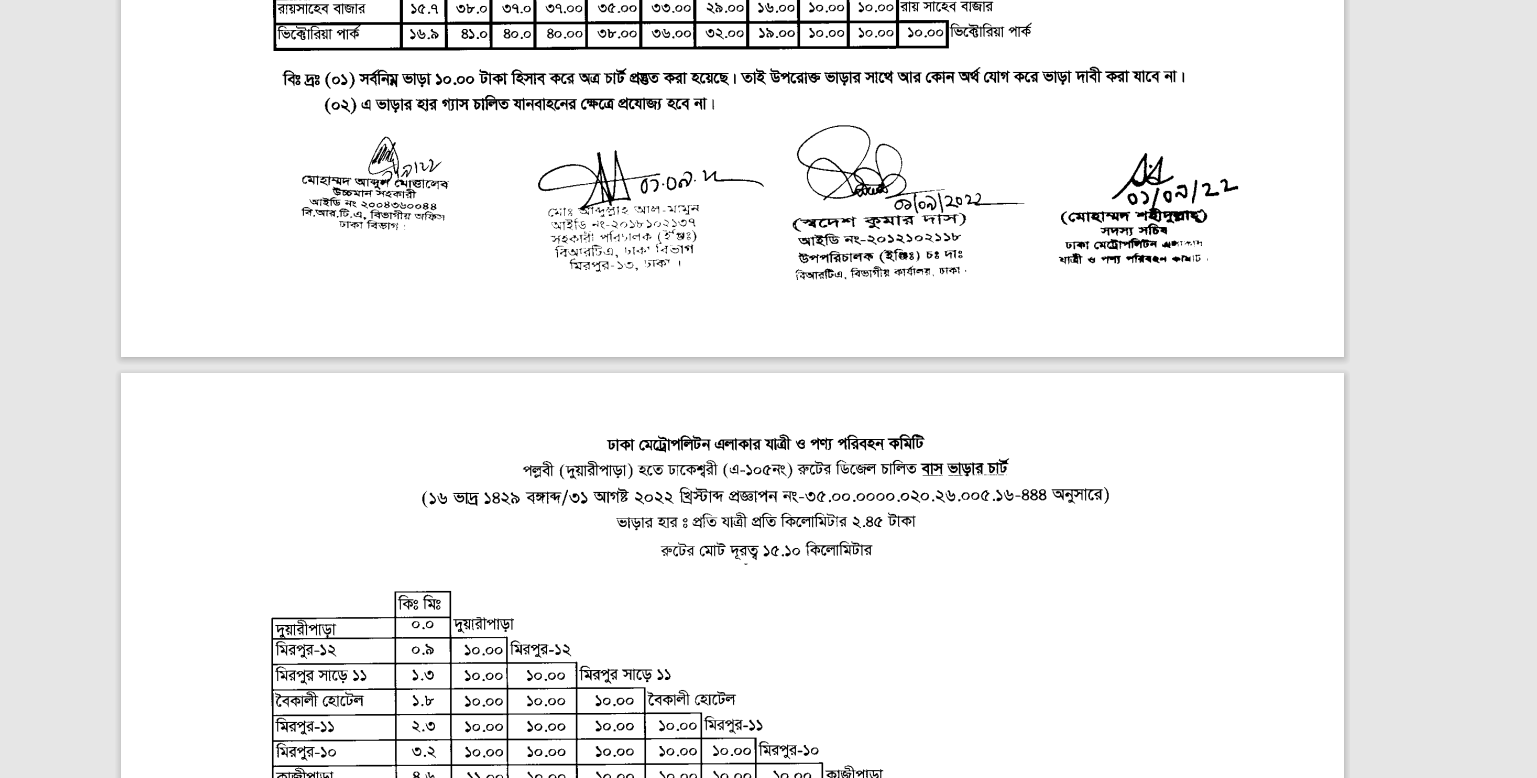 রায়সাহেব বাজার ১৫.৭ ৩৮.০ ৩৭.০ ৩৭.০০ ৩৫.০০ ৩৩.০০ ২৯.০০ ১৬.০০ ১০.০০ ১০.০০ রায় সাহেব বাজার
ভিক্টোরিয়া পার্ক ১৬.৯ ৪১.০ ৪০.০ ৪০.০০ ৩৮.০০ ৩৬.০০ ৩২.০০ ১৯.০০ ১০.০০ ১০.০০ ১০.০০ ভিক্টোরিয়া পার্ক
বিঃ দ্রঃ (০১) সর্বনিম্ন ভাড়া ১০.০০ টাকা হিসাব করে অত্র চার্ট প্রস্তুত করা হয়েছে। তাই উপরোক্ত ভাড়ার সাথে আর কোন অর্থ যোগ করে ভাড়া দাবী করা যাবে না।
(০২) এ ভাড়ার হার গ্যাস চালিত যানবাহনের ক্ষেত্রে প্রযোজ্য হবে না।
মোহাম্মদ আব্দুল মোত্তালেব
উচ্চমান সহকারী
আইডি নং ২০০৪৩৬০০৪৪
বি.আর.টি.এ, বিভাগীয় অফিস
ঢাকা বিভাগ।
০১.০৯.২২
মোঃ আব্দুল্লাহ আল-মামুন
আইডি নং-২০১৮১০২১৩৭
সহকারী পরিচালক (ইঞ্জিঃ)
বিআরটিএ, ঢাকা বিভাগ
মিরপুর-১৩, ঢাকা ।
০১/০৯/2022
(স্বদেশ কুমার দাস)
আইডি নং-২০১২১০২১১৮
উপপরিচালক (ইঞ্জিঃ) চঃ দাঃ
বিআরটিএ, বিভাগীয় কার্যালয়, ঢাকা।
০১/০৯/22
(মোহাম্মদ শহীদুল্লাহ)
সদস্য সচিব
ঢাকা মেট্রোপলিটন এলাকার
যাত্রী ও পণ্য পরিবহন কমিটি
ঢাকা মেট্রোপলিটন এলাকার যাত্রী ও পণ্য পরিবহন কমিটি
পল্লবী (দুয়ারীপাড়া) হতে ঢাকেশ্বরী (এ-১০৫নং) রুটের ডিজেল চালিত বাস ভাড়ার চার্ট
(১৬ ভাদ্র ১৪২৯ বঙ্গাব্দ/৩১ আগষ্ট ২০২২ খ্রিস্টাব্দ প্রজ্ঞাপন নং-৩৫.০০.০০০০.০২০.২৬.০০৫.১৬-৪৪৪ অনুসারে)
ভাড়ার হার ঃ প্রতি যাত্রী প্রতি কিলোমিটার ২.৪৫ টাকা
রুটের মোট দূরত্ব ১৫.১০ কিলোমিটার
কিঃ মিঃ
দুয়ারীপাড়া ০.০ দুয়ারীপাড়া
মিরপুর-১২ ০.৯ ১০.০০ মিরপুর-১২
মিরপুর সাড়ে ১১ ১.৩ ১০.০০ ১০.০০ মিরপুর সাড়ে ১১
বৈকালী হোটেল ১.৮ ১০.০০ ১০.০০ ১০.০০ বৈকালী হোটেল
মিরপুর-১১ ২.৩ ১০.০০ ১০.০০ ১০.০০ ১০.০০ মিরপুর-১১
মিরপুর-১০ ৩.২ ১০.০০ ১০.০০ ১০.০০ ১০.০০ ১০.০০ মিরপুর-১০
কাজীপাড়া ৪.৬ ১১.০০ ১০.০০ ১০.০০ ১০.০০ ১০.০০ ১০.০০ কাজীপাড়া